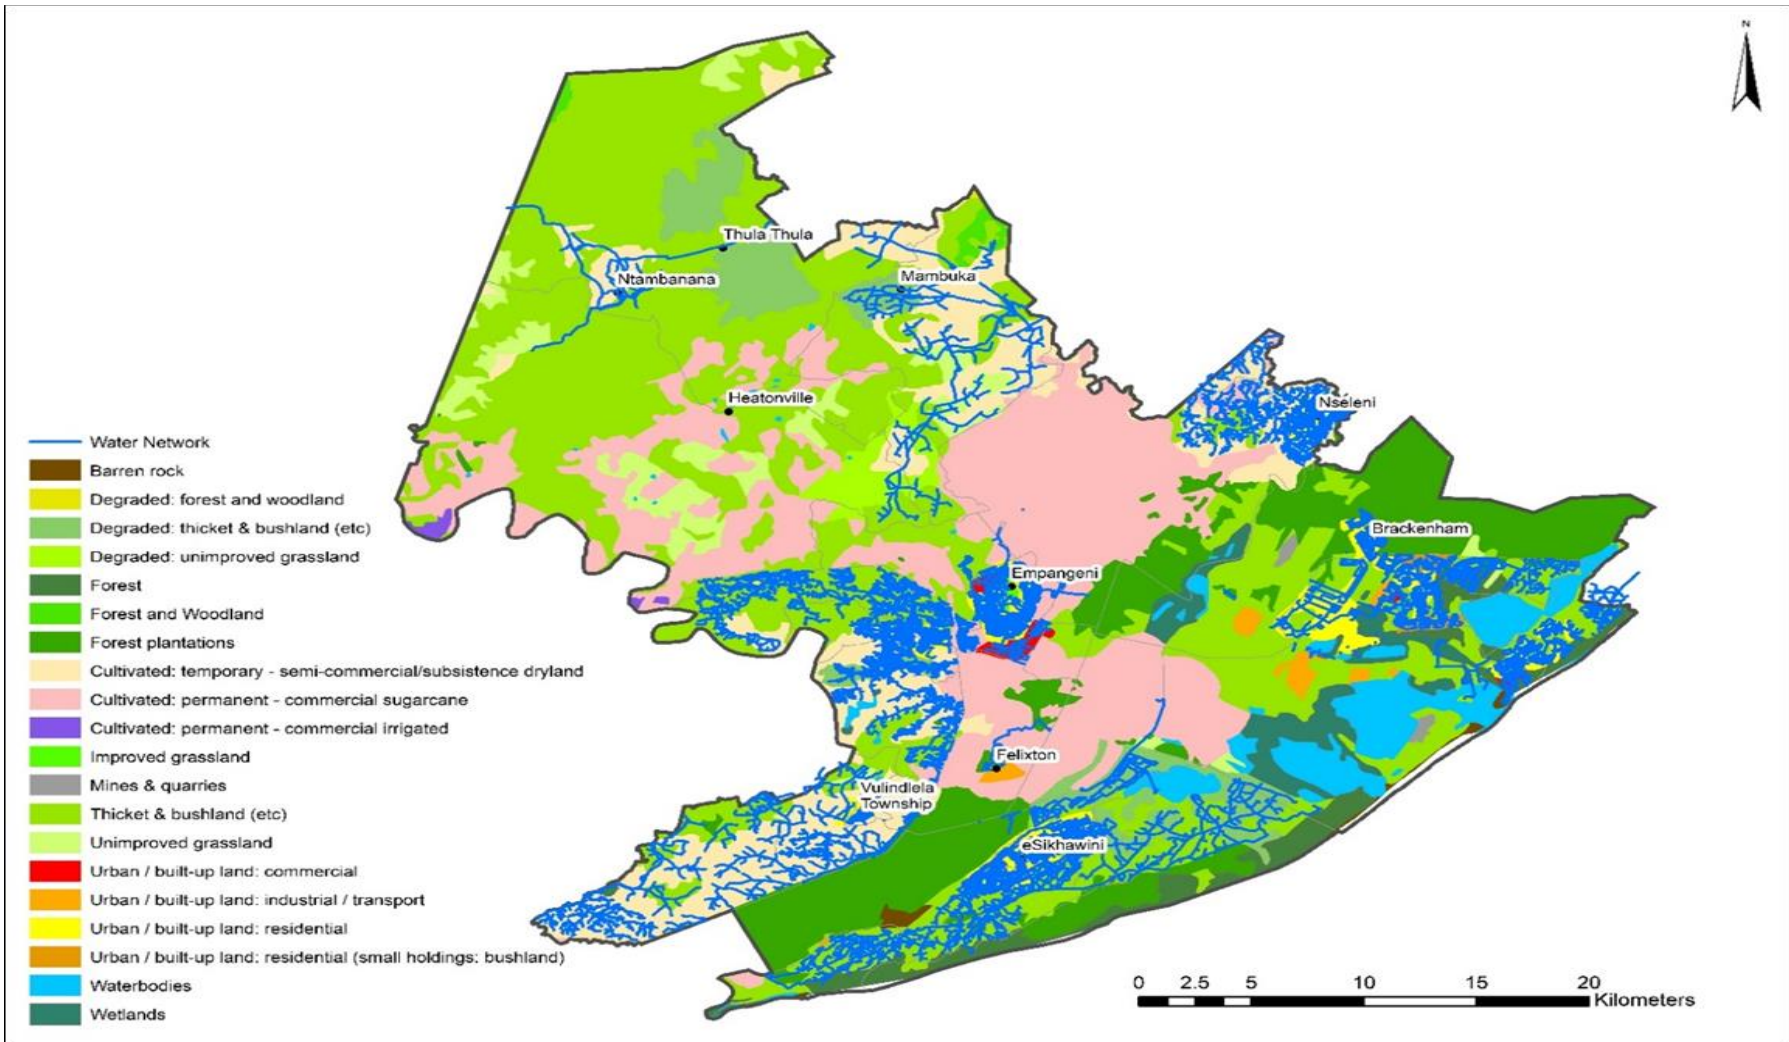 N
Thula Thula
Ntambanana
Mambuka
Heatonville
Nseleni
Brackenham
Empangeni
Felixton
Vulindlela
Township
eSikhawini
Water Network
Barren rock
Degraded: forest and woodland
Degraded: thicket & bushland (etc)
Degraded: unimproved grassland
Forest
Forest and Woodland
Forest plantations
Cultivated: temporary - semi-commercial/subsistence dryland
Cultivated: permanent - commercial sugarcane
Cultivated: permanent - commercial irrigated
Improved grassland
Mines & quarries
Thicket & bushland (etc)
Unimproved grassland
Urban / built-up land: commercial
Urban / built-up land: industrial / transport
Urban / built-up land: residential
Urban / built-up land: residential (small holdings: bushland)
Waterbodies
Wetlands
0 2.5 5 10 15 20
Kilometers